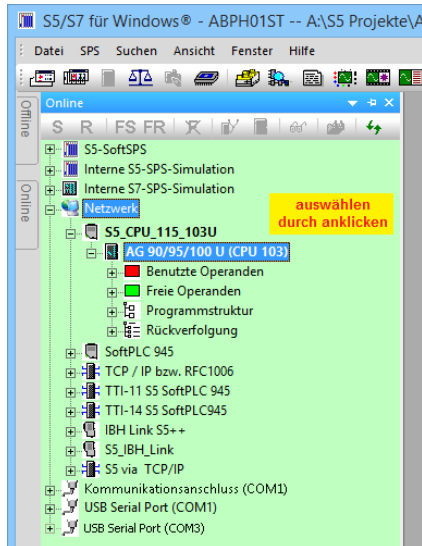 S5/S7 für Windows® - ABPH01ST -- A:\S5 Projekte\A
Datei SPS Suchen Ansicht Fenster Hilfe
Offline
Online
Online
S R FS FR
S5-SoftSPS
Interne S5-SPS-Simulation
Interne S7-SPS-Simulation
Netzwerk
auswählen
durch anklicken
S5_CPU_115_103U
AG 90/95/100 U (CPU 103)
Benutzte Operanden
Freie Operanden
Programmstruktur
Rückverfolgung
SoftPLC 945
TCP / IP bzw. RFC1006
TTI-11 S5 SoftPLC 945
TTI-14 S5 SoftPLC945
IBH Link S5++
S5_IBH_Link
S5 via TCP/IP
Kommunikationsanschluss (COM1)
USB Serial Port (COM1)
USB Serial Port (COM3)